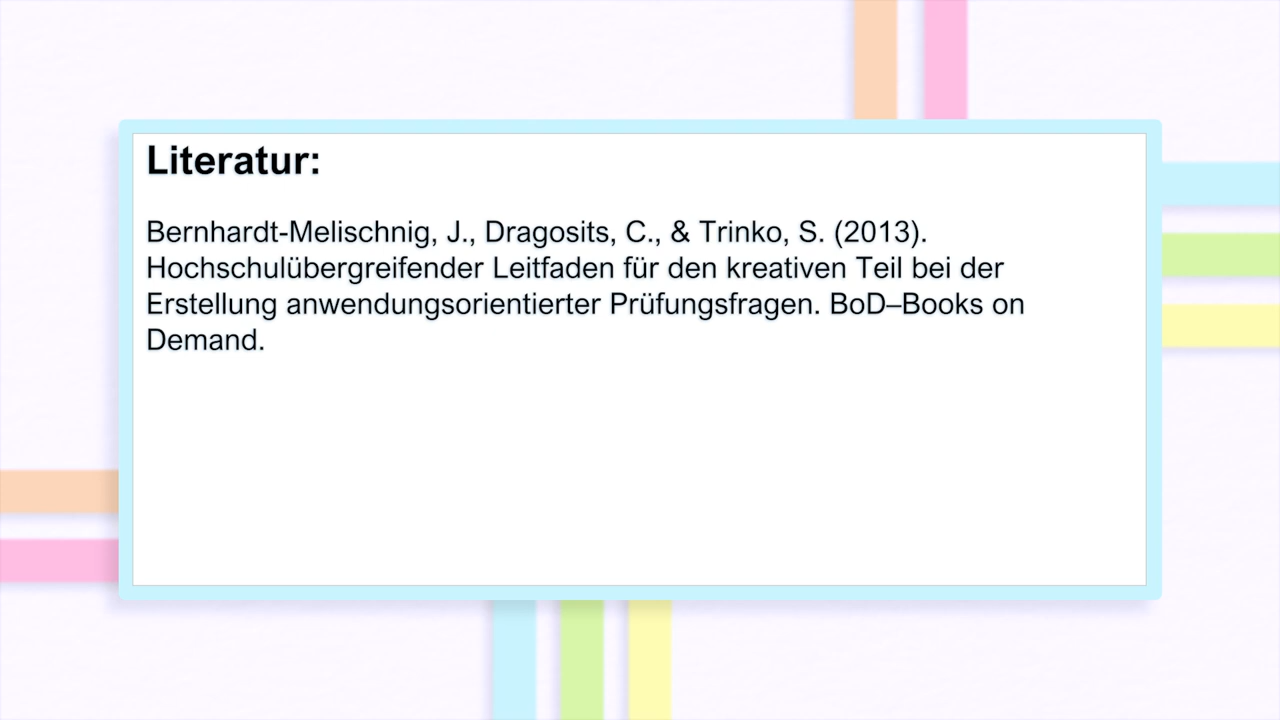 Literatur:
Bernhardt-Melischnig, J., Dragosits, C., & Trinko, S. (2013).
Hochschulübergreifender Leitfaden für den kreativen Teil bei der
Erstellung anwendungsorientierter Prüfungsfragen. BoD–Books on
Demand.